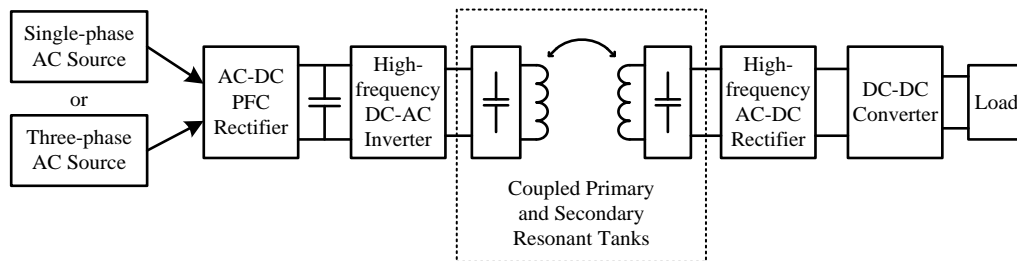 Single-phase
AC Source
or
Three-phase
AC Source
AC-DC
PFC
Rectifier
High-
frequency
DC-AC
Inverter
Coupled Primary
and Secondary
Resonant Tanks
High-
frequency
AC-DC
Rectifier
DC-DC
Converter
Load